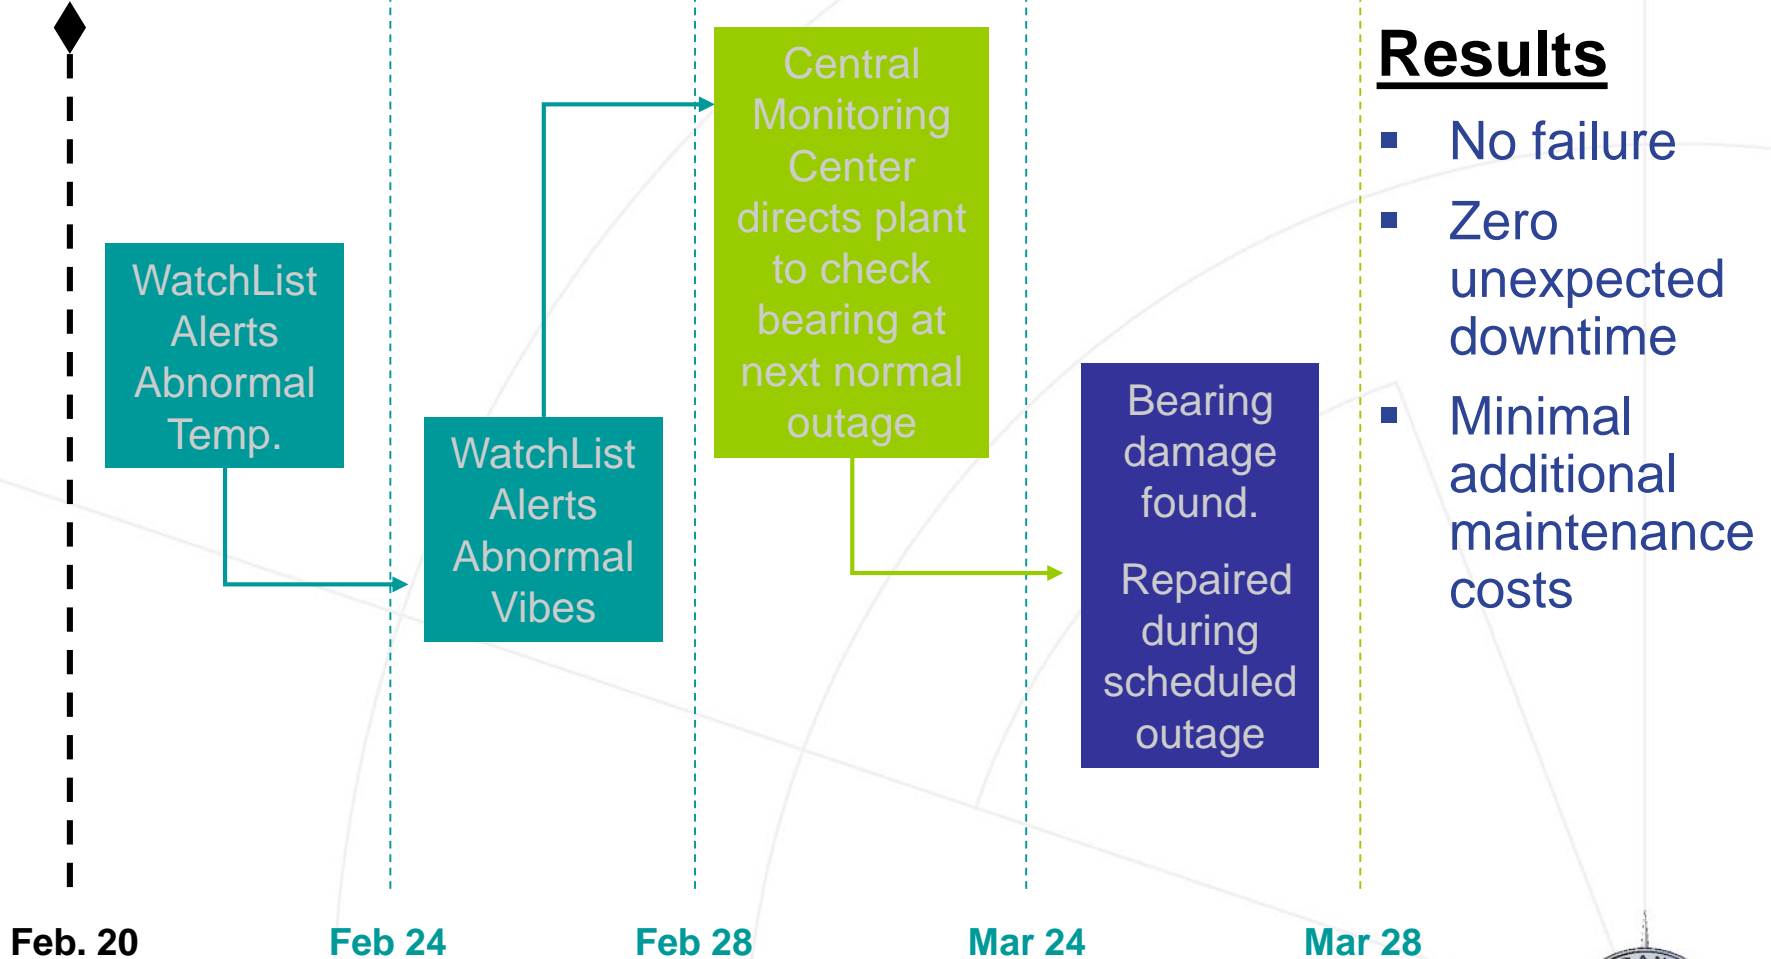 WatchList
Alerts
Abnormal
Temp.
WatchList
Alerts
Abnormal
Vibes
Central
Monitoring
Center
directs plant
to check
bearing at
next normal
outage
Bearing
damage
found.
Repaired
during
scheduled
outage
Results
▪ No failure
▪ Zero
unexpected
downtime
▪ Minimal
additional
maintenance
costs
Feb. 20
Feb 24
Feb 28
Mar 24
Mar 28